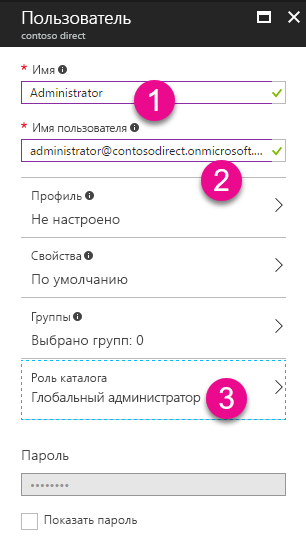 Пользователь
contoso direct
* Имя
Administrator
1
* Имя пользователя
administrator@contosodirect.onmicrosoft....
2
Профиль
Не настроено
Свойства
По умолчанию
Группы
Выбрано групп: 0
Роль каталога
Глобальный администратор
3
Пароль
••••••••
Показать пароль